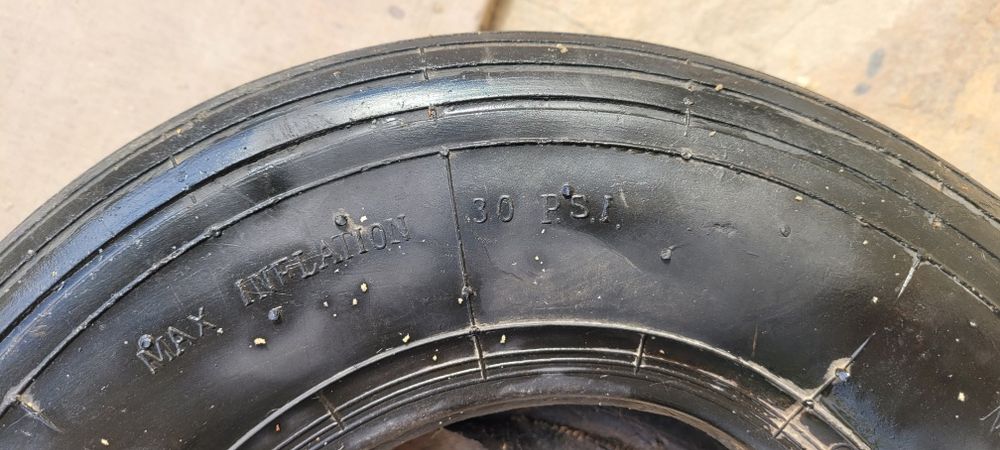 MAX INFLATION 30 PSI